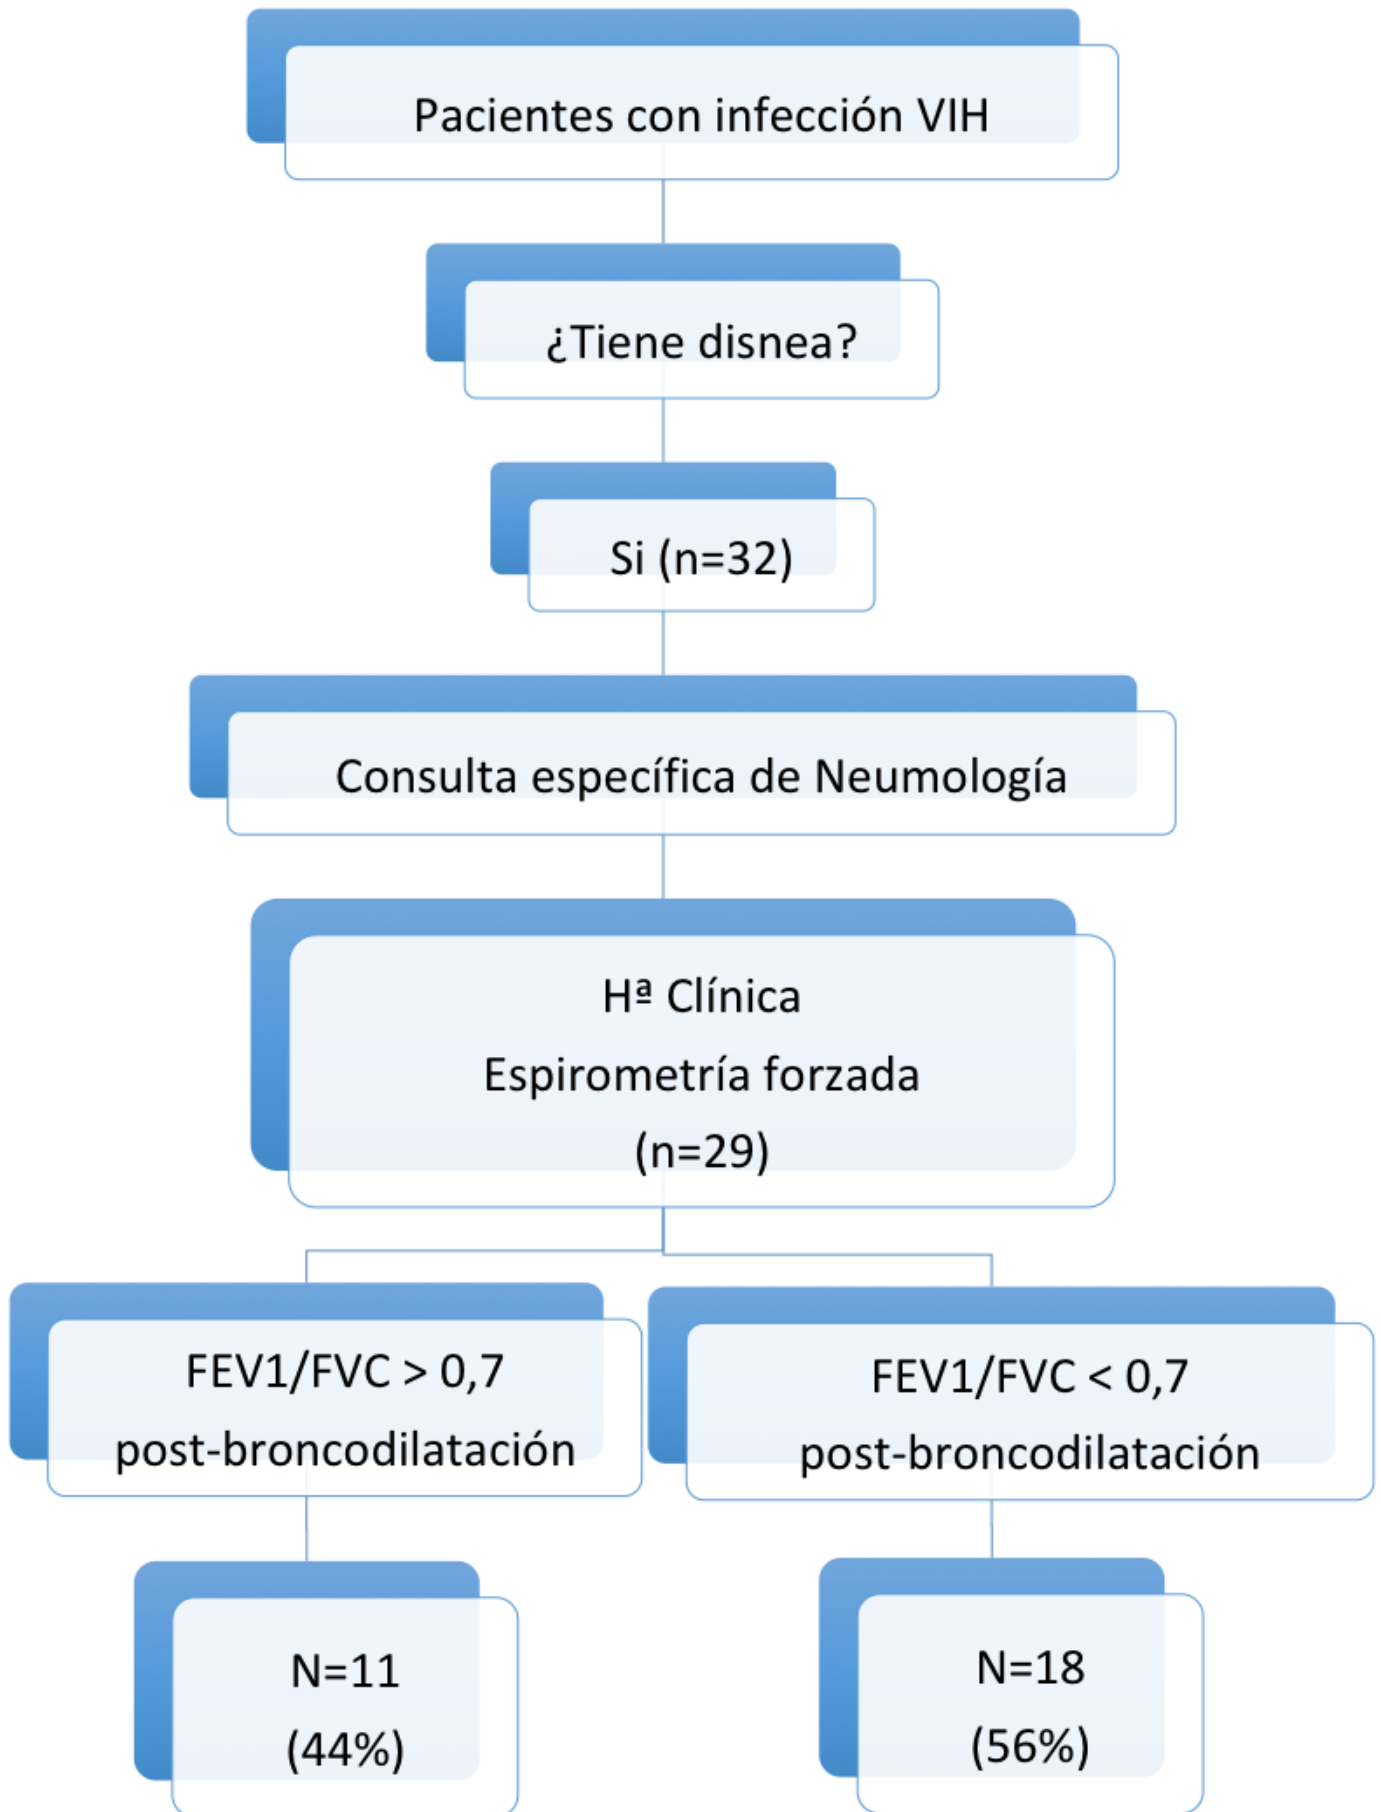 Pacientes con infección VIH
¿Tiene disnea?
Si (n=32)
Consulta específica de Neumología
Hª Clínica
Espirometría forzada
(n=29)
FEV1/FVC > 0,7
post-broncodilatación
FEV1/FVC < 0,7
post-broncodilatación
N=11
(44%)
N=18
(56%)